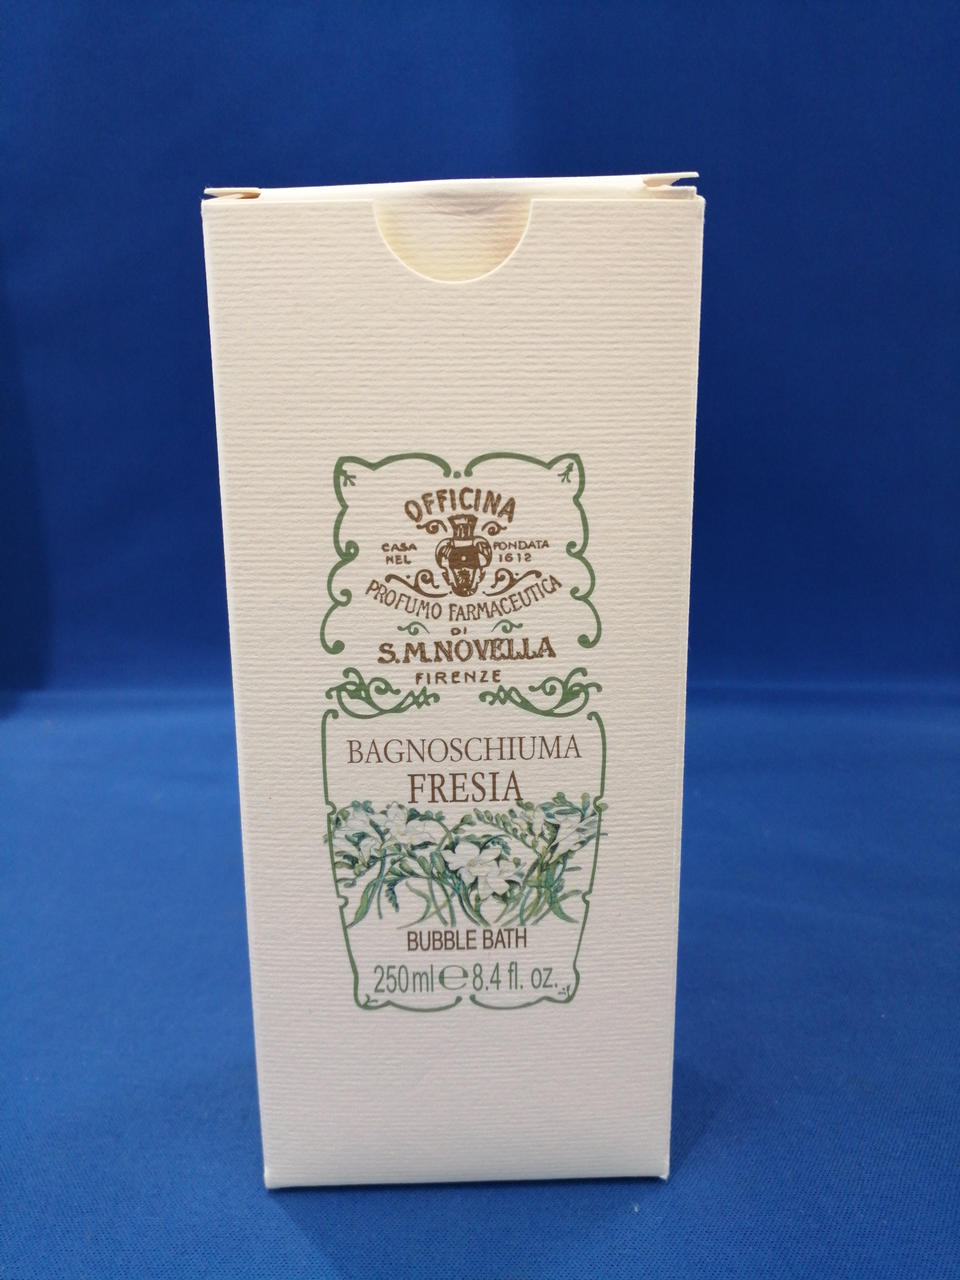 OFFICINA
CASA FONDATA
NEL 1612
PROFUMO FARMACEUTICA
DI
S.M.NOVELLA
FIRENZE
BAGNOSCHIUMA
FRESIA
BUBBLE BATH
250ml ℮ 8.4 fl. oz.